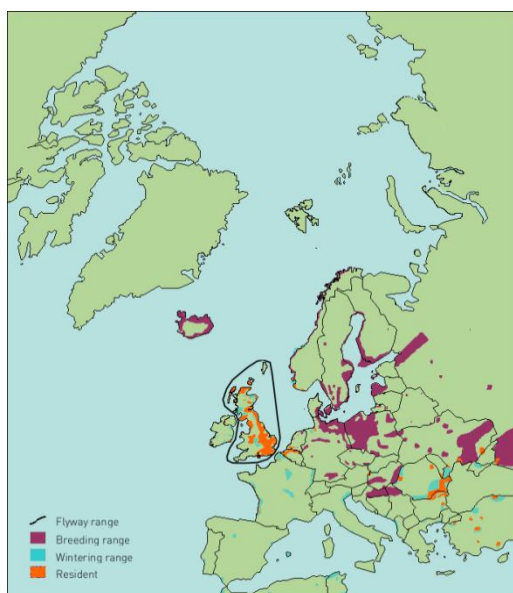 Flyway range
Breeding range
Wintering range
Resident